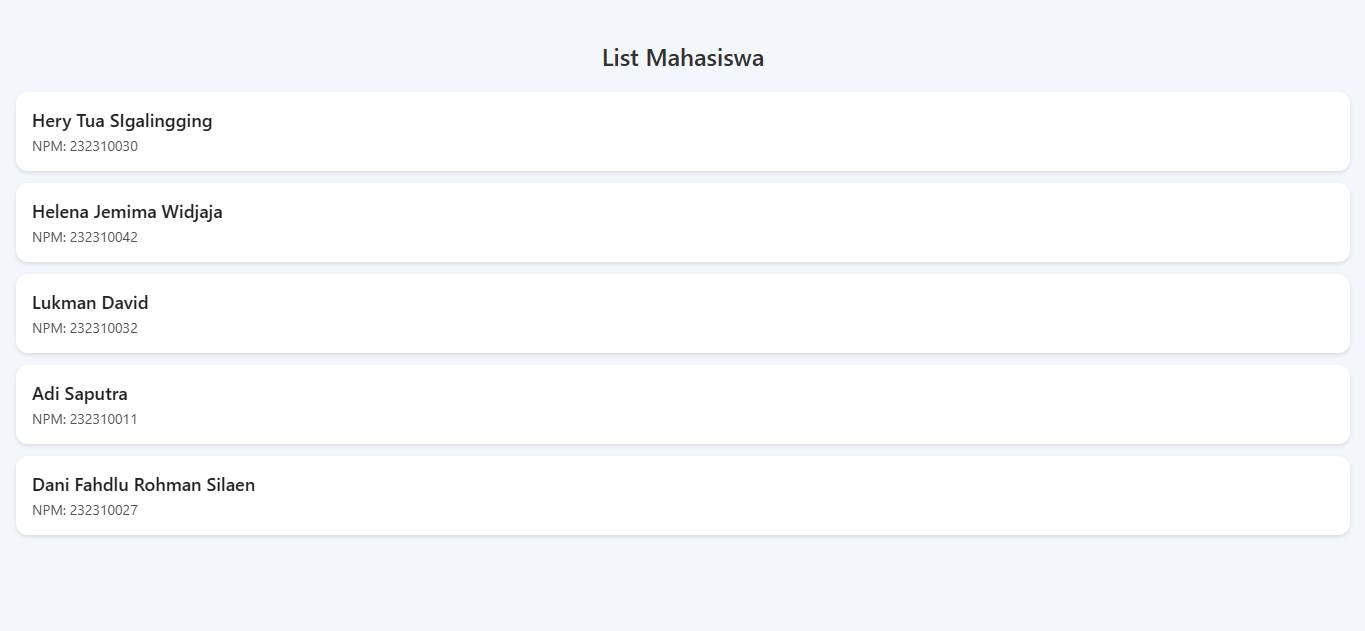 List Mahasiswa
Hery Tua SIgalingging
NPM: 232310030
Helena Jemima Widjaja
NPM: 232310042
Lukman David
NPM: 232310032
Adi Saputra
NPM: 232310011
Dani Fahdlu Rohman Silaen
NPM: 232310027